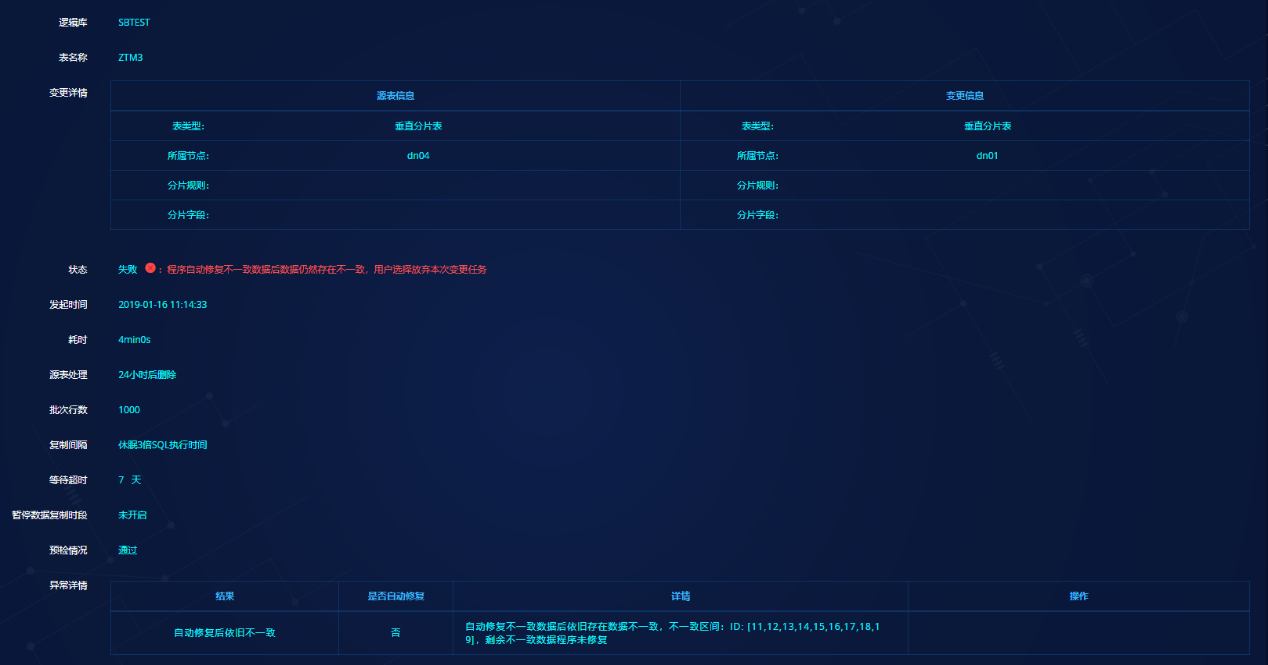 逻辑库 SBTEST
表名称 ZTM3
变更详情 源表信息 变更信息
表类型: 垂直分片表 表类型: 垂直分片表
所属节点: dn04 所属节点: dn01
分片规则: 分片规则:
分片字段: 分片字段:
状态 失败 : 程序自动修复不一致数据后数据仍然存在不一致，用户选择放弃本次变更任务
发起时间 2019-01-16 11:14:33
耗时 4min0s
源表处理 24小时后删除
批次行数 1000
复制间隔 休眠3倍SQL执行时间
等待超时 7 天
暂停数据复制时段 未开启
预检情况 通过
异常详情 结果 是否自动修复 详情 操作
自动修复后依旧不一致 否 自动修复不一致数据后依旧存在数据不一致，不一致区间：ID: [11,12,13,14,15,16,17,18,1
9]，剩余不一致数据程序未修复